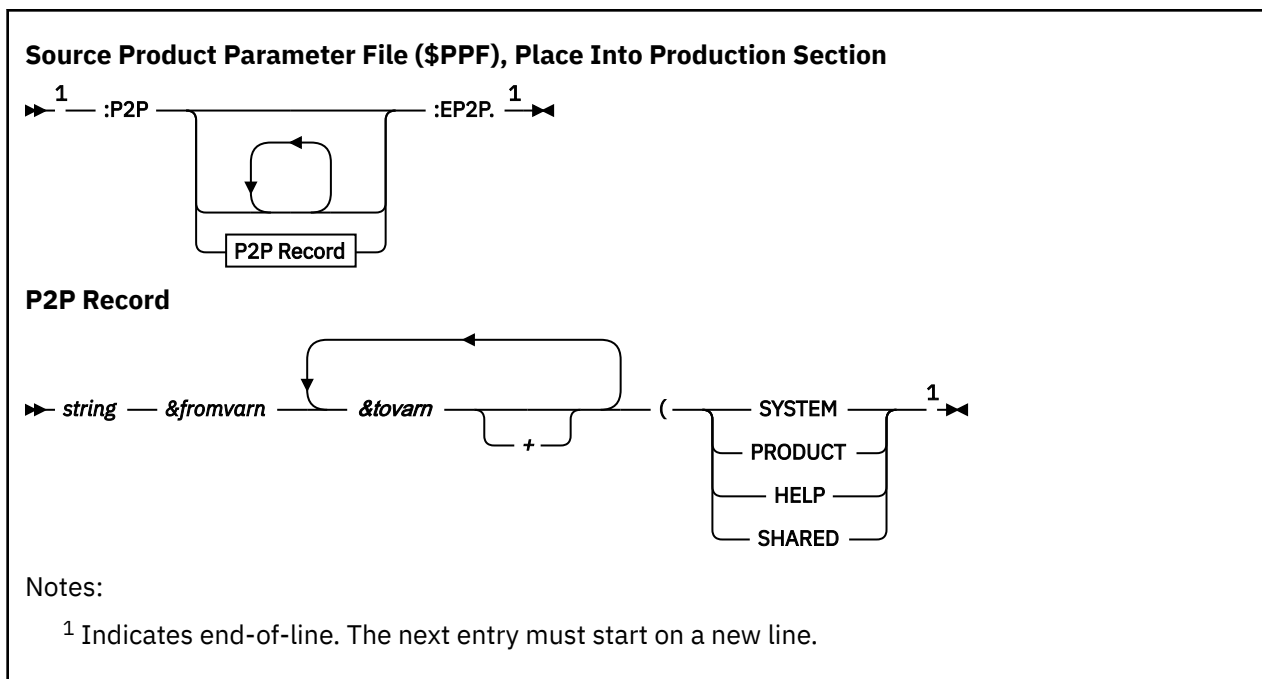 Source Product Parameter File ($PPF), Place Into Production Section
1 :P2P :EP2P. 1
P2P Record
P2P Record
string &fromvarn &tovarn + ( SYSTEM 1
PRODUCT
HELP
SHARED
Notes:
1 Indicates end-of-line. The next entry must start on a new line.